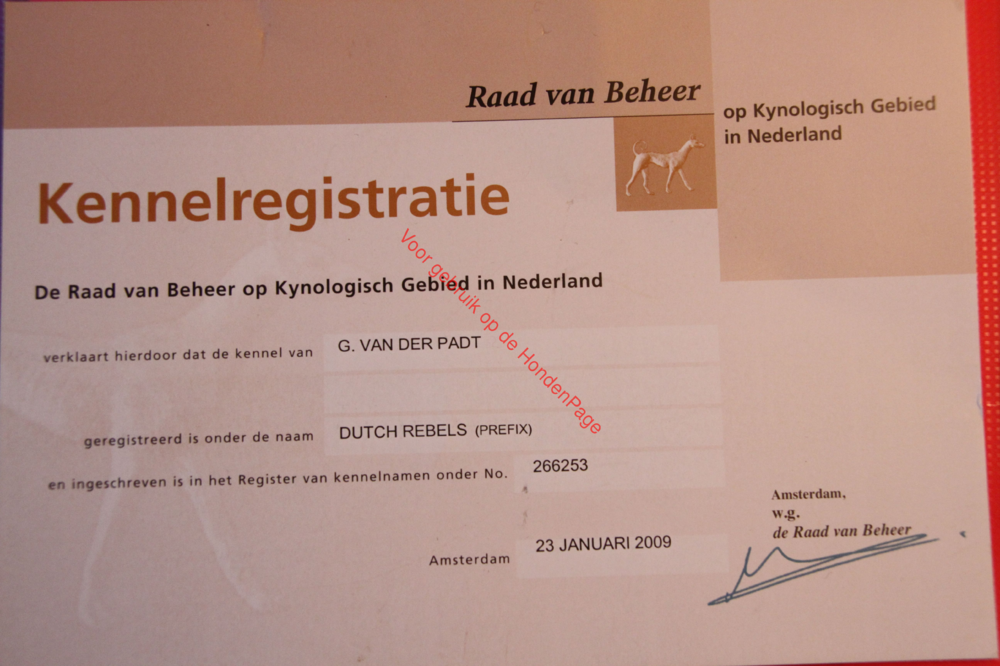 Raad van Beheer
op Kynologisch Gebied
in Nederland
Kennelregistratie
De Raad van Beheer op Kynologisch Gebied in Nederland
verklaart hierdoor dat de kennel van G. VAN DER PADT
geregistreerd is onder de naam DUTCH REBELS (PREFIX)
en ingeschreven is in het Register van kennelnamen onder No. 266253
Amsterdam 23 JANUARI 2009
Amsterdam,
w.g.
de Raad van Beheer
Voor gebruik op de HondenPage